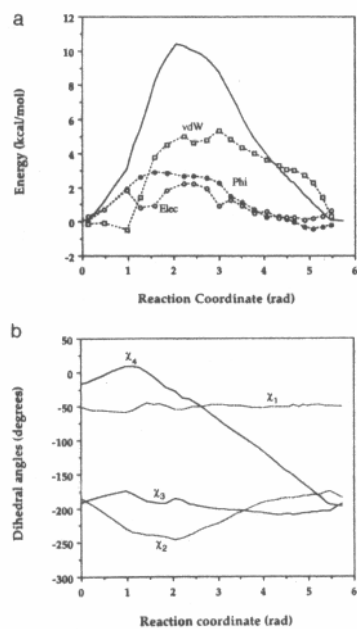 a
12
10
8
6
4
2
0
-2
Energy (kcal/mol)
vdW
Phi
Elec
0 1 2 3 4 5 6
Reaction Coordinate (rad)
b
50
0
-50
-100
-150
-200
-250
-300
Dihedral angles (degrees)
χ4
χ1
χ3
χ2
0 1 2 3 4 5 6
Reaction coordinate (rad)